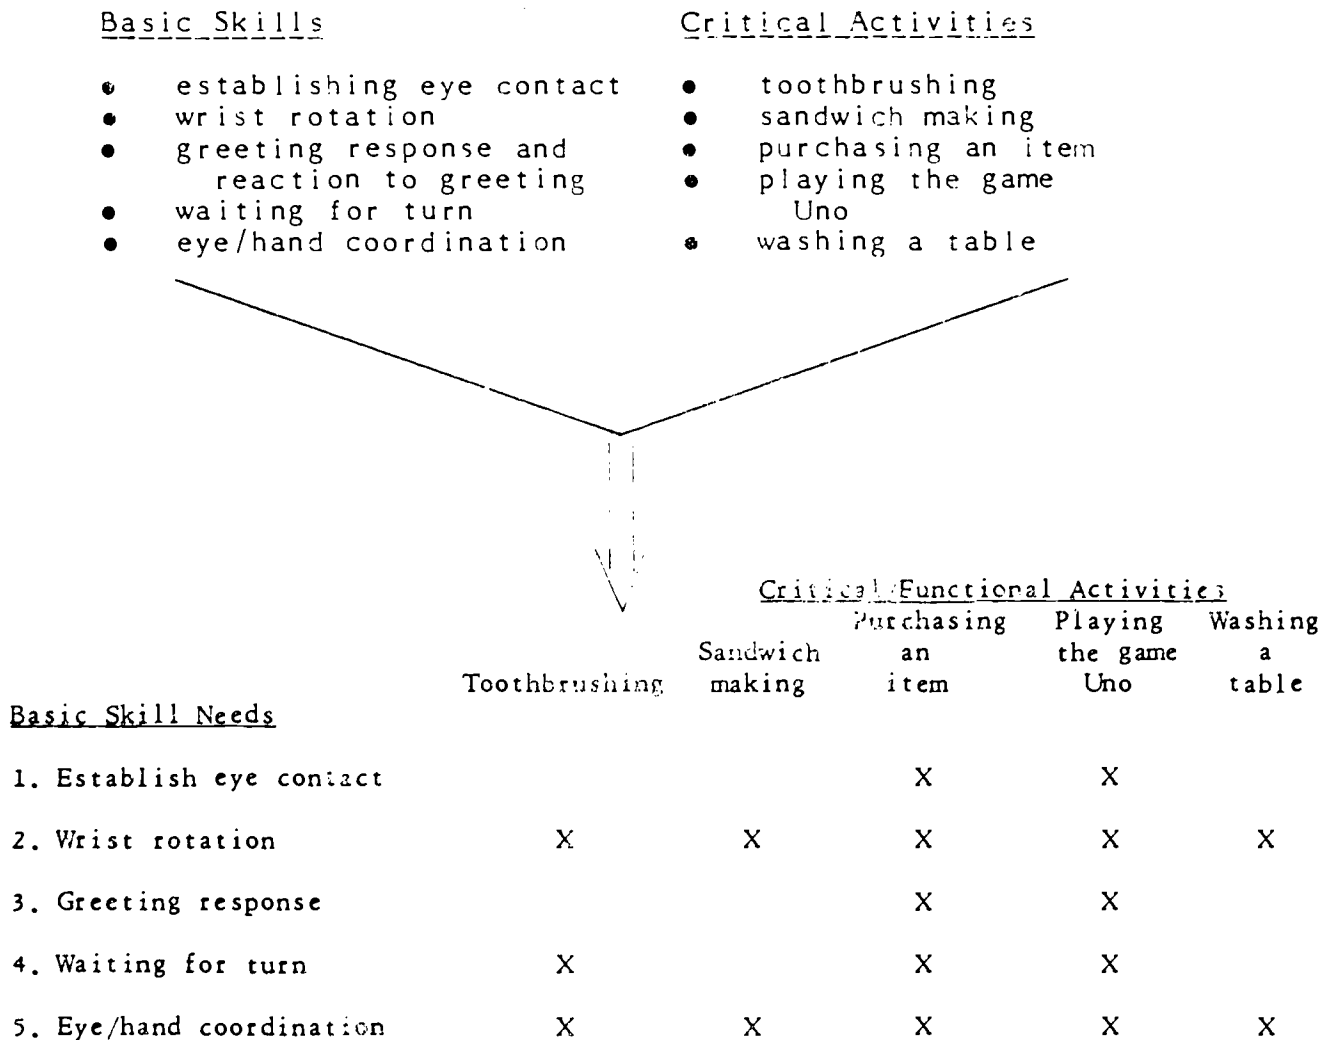 Basic Skills
• establishing eye contact
• wrist rotation
• greeting response and
reaction to greeting
• waiting for turn
• eye/hand coordination
Critical Activities
• toothbrushing
• sandwich making
• purchasing an item
• playing the game
Uno
• washing a table
Critical/Functional Activities
Purchasing Playing Washing
Sandwich an the game a
Toothbrushing making item Uno table
Basic Skill Needs
1. Establish eye contact X X
2. Wrist rotation X X X X X
3. Greeting response X X
4. Waiting for turn X X X
5. Eye/hand coordination X X X X X